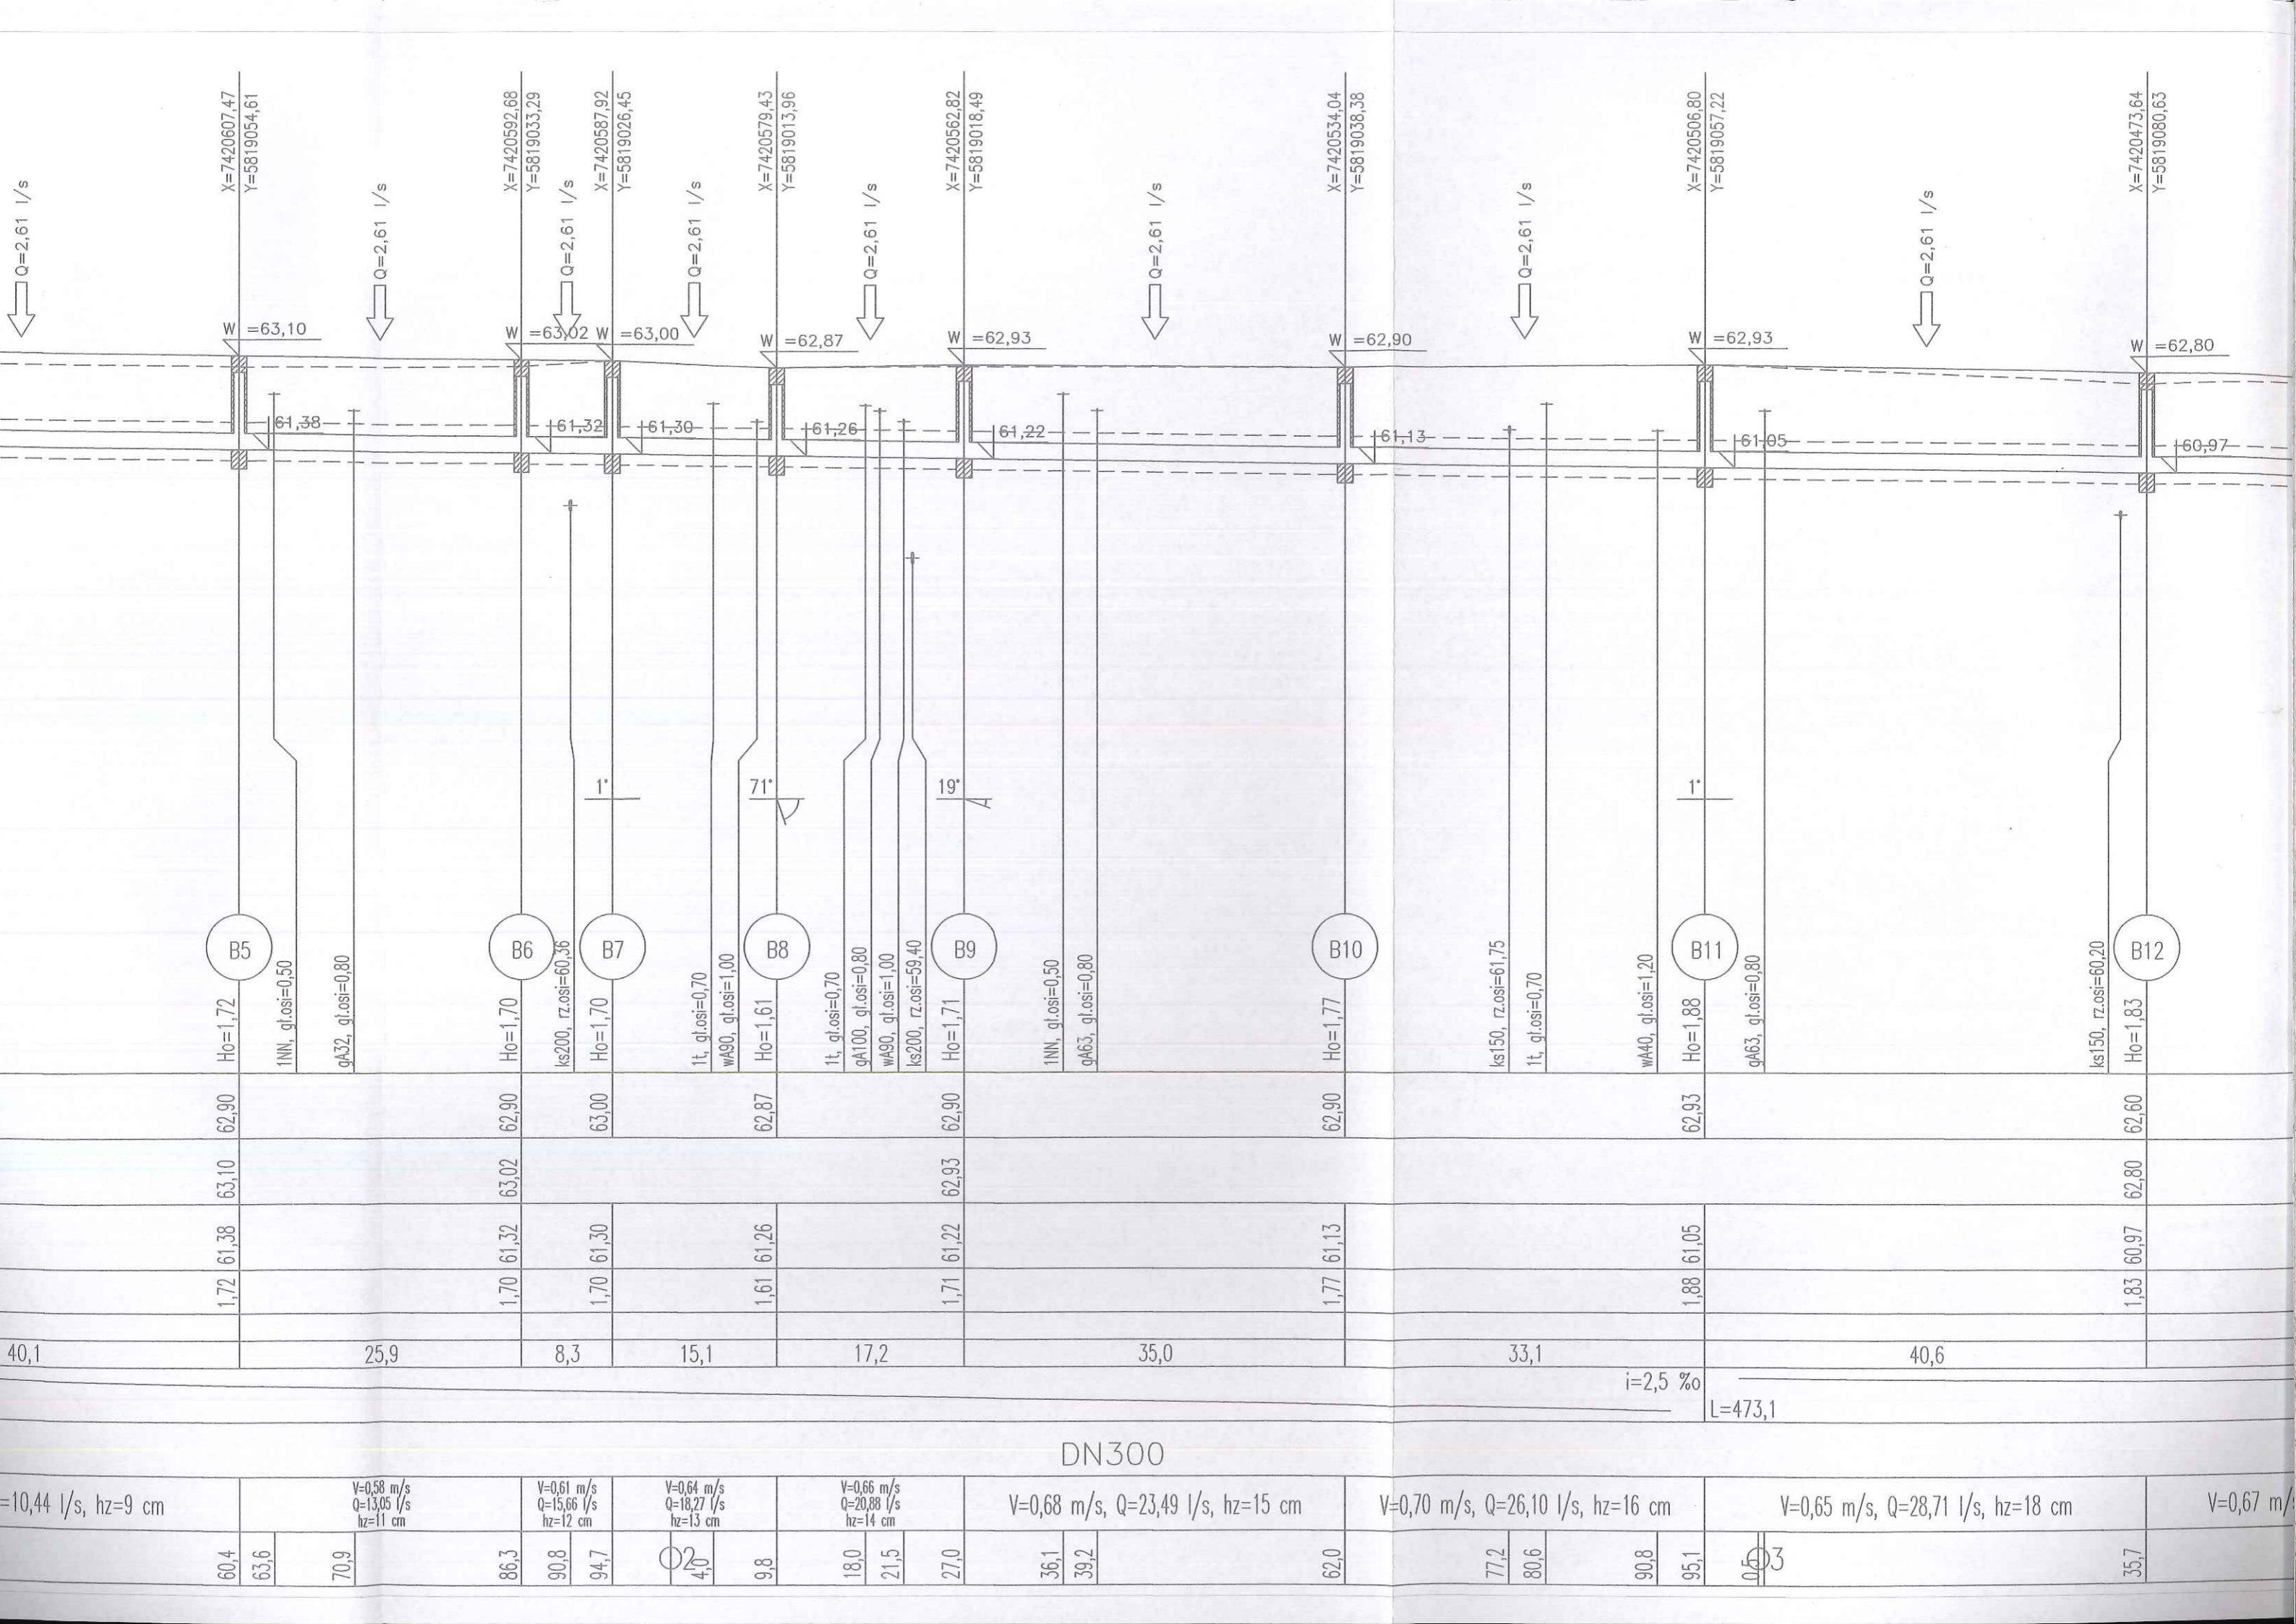 X=7420607,47
Y=5819054,61
X=7420592,68
Y=5819033,29
X=7420587,92
Y=5819026,45
X=7420579,43
Y=5819013,96
X=7420562,82
Y=5819018,49
X=7420534,04
Y=5819038,38
X=7420506,80
Y=5819057,22
X=7420473,64
Y=5819080,63
Q=2,61 l/s
Q=2,61 l/s
Q=2,61 l/s
Q=2,61 l/s
Q=2,61 l/s
Q=2,61 l/s
Q=2,61 l/s
Q=2,61 l/s
W =63,10
W =63,02
W =63,00
W =62,87
W =62,93
W =62,90
W =62,93
W =62,80
61,38
61,32
61,30
61,26
61,22
61,13
61,05
60,97
1°
71°
19°
1°
B5
B6
B7
B8
B9
B10
B11
B12
Ho=1,72
1NN, gł.osi=0,50
gA32, gł.osi=0,80
Ho=1,70
ks200, rz.osi=60,36
Ho=1,70
1t, gł.osi=0,70
wA90, gł.osi=1,00
Ho=1,61
1t, gł.osi=0,70
gA100, gł.osi=0,80
wA90, gł.osi=1,00
ks200, rz.osi=59,40
Ho=1,71
1NN, gł.osi=0,50
gA63, gł.osi=0,80
Ho=1,77
ks150, rz.osi=61,75
1t, gł.osi=0,70
wA40, gł.osi=1,20
Ho=1,88
gA63, gł.osi=0,80
ks150, rz.osi=60,20
Ho=1,83
62,90 62,90 63,00 62,87 62,90 62,90 62,93 62,60
63,10 63,02 62,93 62,80
61,38 61,32 61,30 61,26 61,22 61,13 61,05 60,97
1,72 1,70 1,70 1,61 1,71 1,77 1,88 1,83
40,1 25,9 8,3 15,1 17,2 35,0 33,1 40,6
i=2,5 ‰
L=473,1
DN300
=10,44 l/s, hz=9 cm
V=0,58 m/s
Q=13,05 l/s
hz=11 cm
V=0,61 m/s
Q=15,66 l/s
hz=12 cm
V=0,64 m/s
Q=18,27 l/s
hz=13 cm
V=0,66 m/s
Q=20,88 l/s
hz=14 cm
V=0,68 m/s, Q=23,49 l/s, hz=15 cm
V=0,70 m/s, Q=26,10 l/s, hz=16 cm
V=0,65 m/s, Q=28,71 l/s, hz=18 cm
V=0,67 m/
60,4 63,6 70,9 86,3 90,8 94,7 2 4,0 9,8 18,0 21,5 27,0 36,1 39,2 62,0 77,2 80,6 90,8 95,1 3 35,7